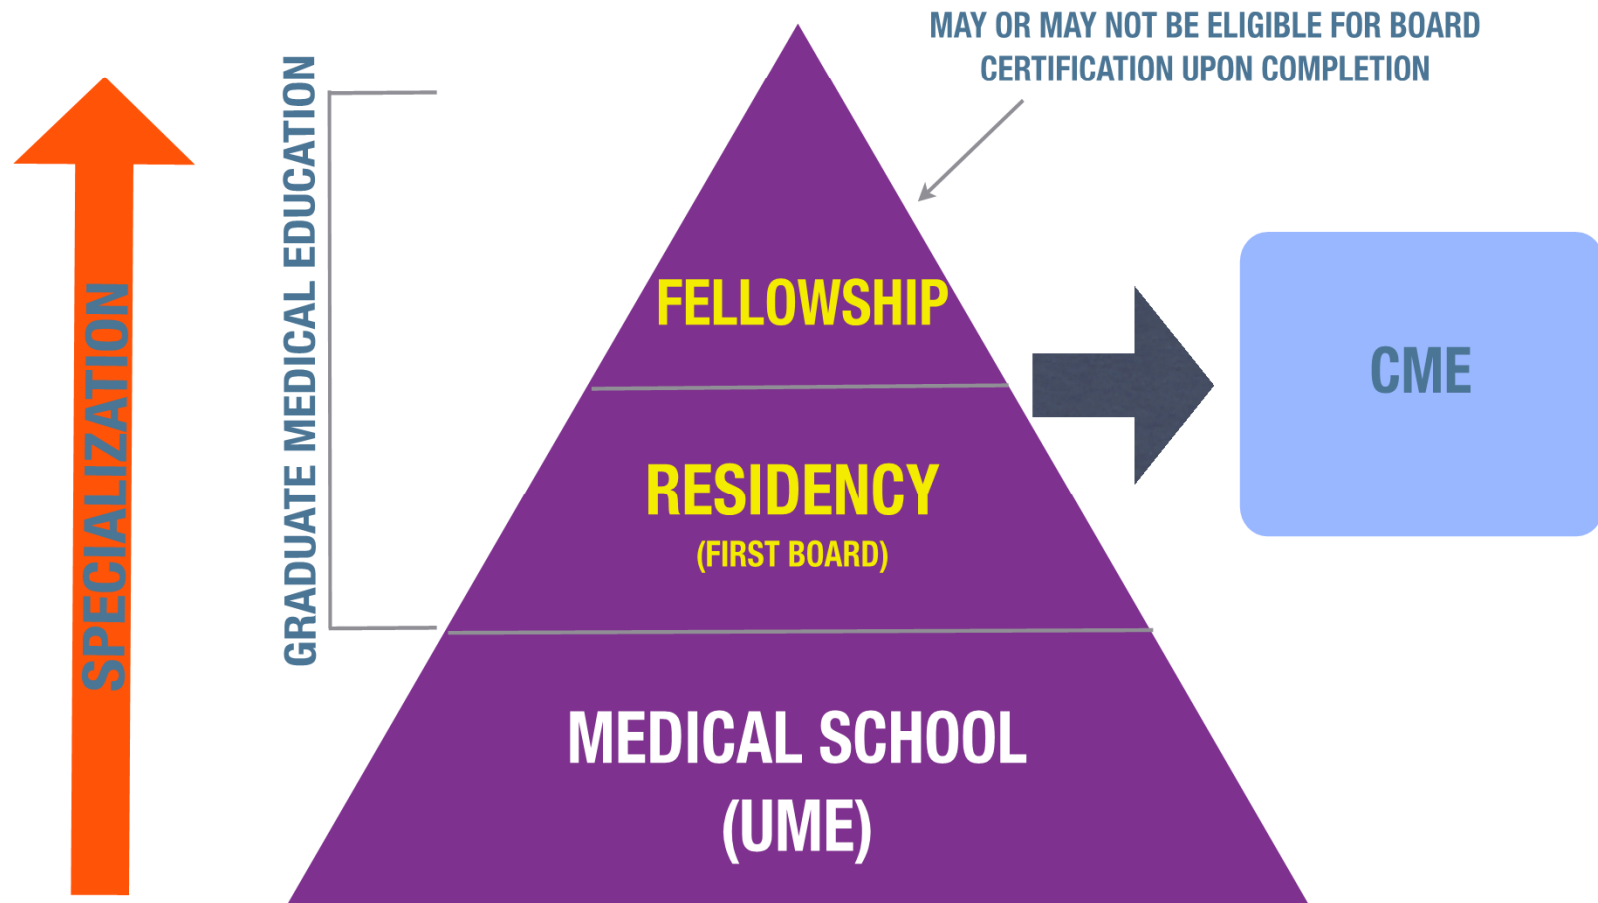 MAY OR MAY NOT BE ELIGIBLE FOR BOARD
CERTIFICATION UPON COMPLETION
SPECIALIZATION
GRADUATE MEDICAL EDUCATION
FELLOWSHIP
CME
RESIDENCY
(FIRST BOARD)
MEDICAL SCHOOL
(UME)